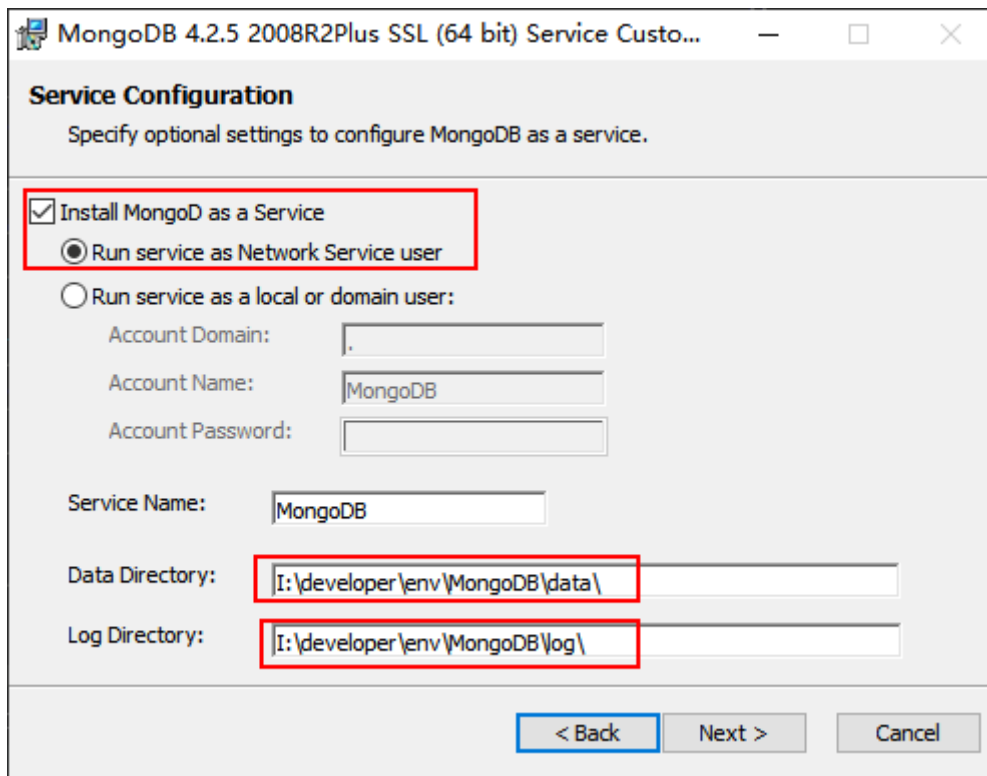 MongoDB 4.2.5 2008R2Plus SSL (64 bit) Service Custo...
Service Configuration
Specify optional settings to configure MongoDB as a service.
Install MongoD as a Service
Run service as Network Service user
Run service as a local or domain user:
Account Domain: .
Account Name: MongoDB
Account Password:
Service Name: MongoDB
Data Directory: I:\developer\env\MongoDB\data\
Log Directory: I:\developer\env\MongoDB\log\
< Back Next > Cancel